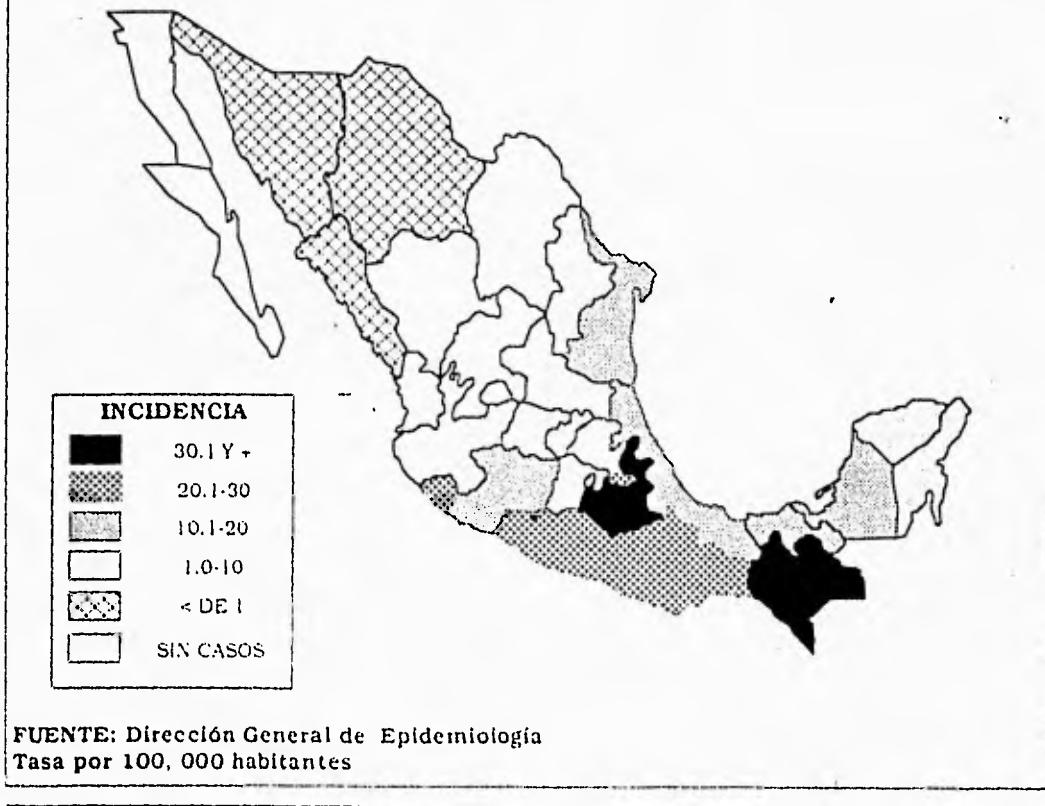 INCIDENCIA
30.1 Y +
20.1-30
10.1-20
1.0-10
< DE 1
SIN CASOS
FUENTE: Dirección General de Epidemiología
Tasa por 100, 000 habitantes